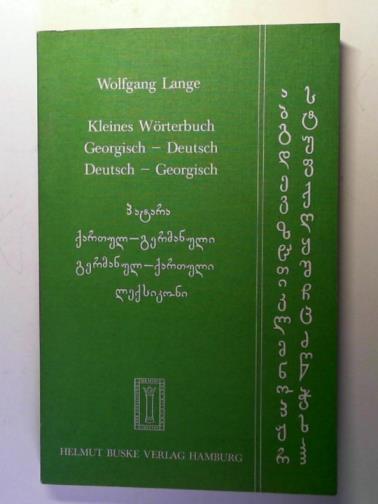 Wolfgang Lange
Kleines Wörterbuch
Georgisch – Deutsch
Deutsch – Georgisch
პატარა
ქართულ–გერმანული
გერმანულ–ქართული
ლექსიკონი
HELMUT BUSKE VERLAG HAMBURG
ა ბ გ დ ე ვ ზ თ ი კ ლ მ ნ ო პ ჟ რ
ს ტ უ ფ ქ ღ ყ შ ჩ ც ძ წ ჭ ხ ჯ ჰ